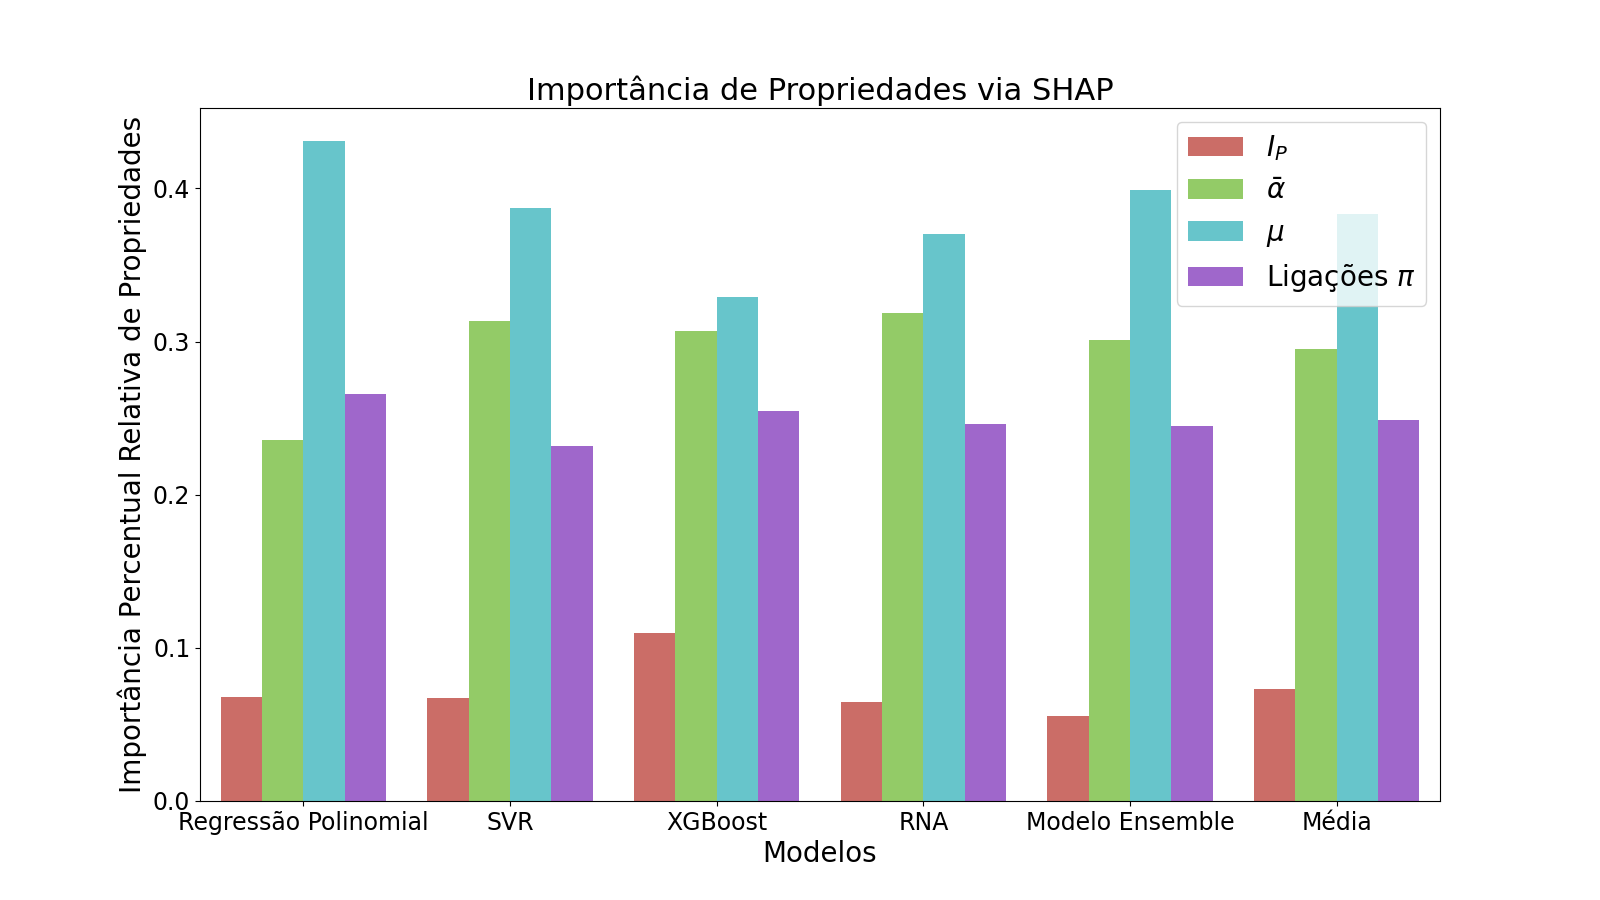 Importância de Propriedades via SHAP
Importância Percentual Relativa de Propriedades
0.4
0.3
0.2
0.1
0.0
I_P
ᾱ
μ
Ligações π
Regressão Polinomial SVR XGBoost RNA Modelo Ensemble Média
Modelos